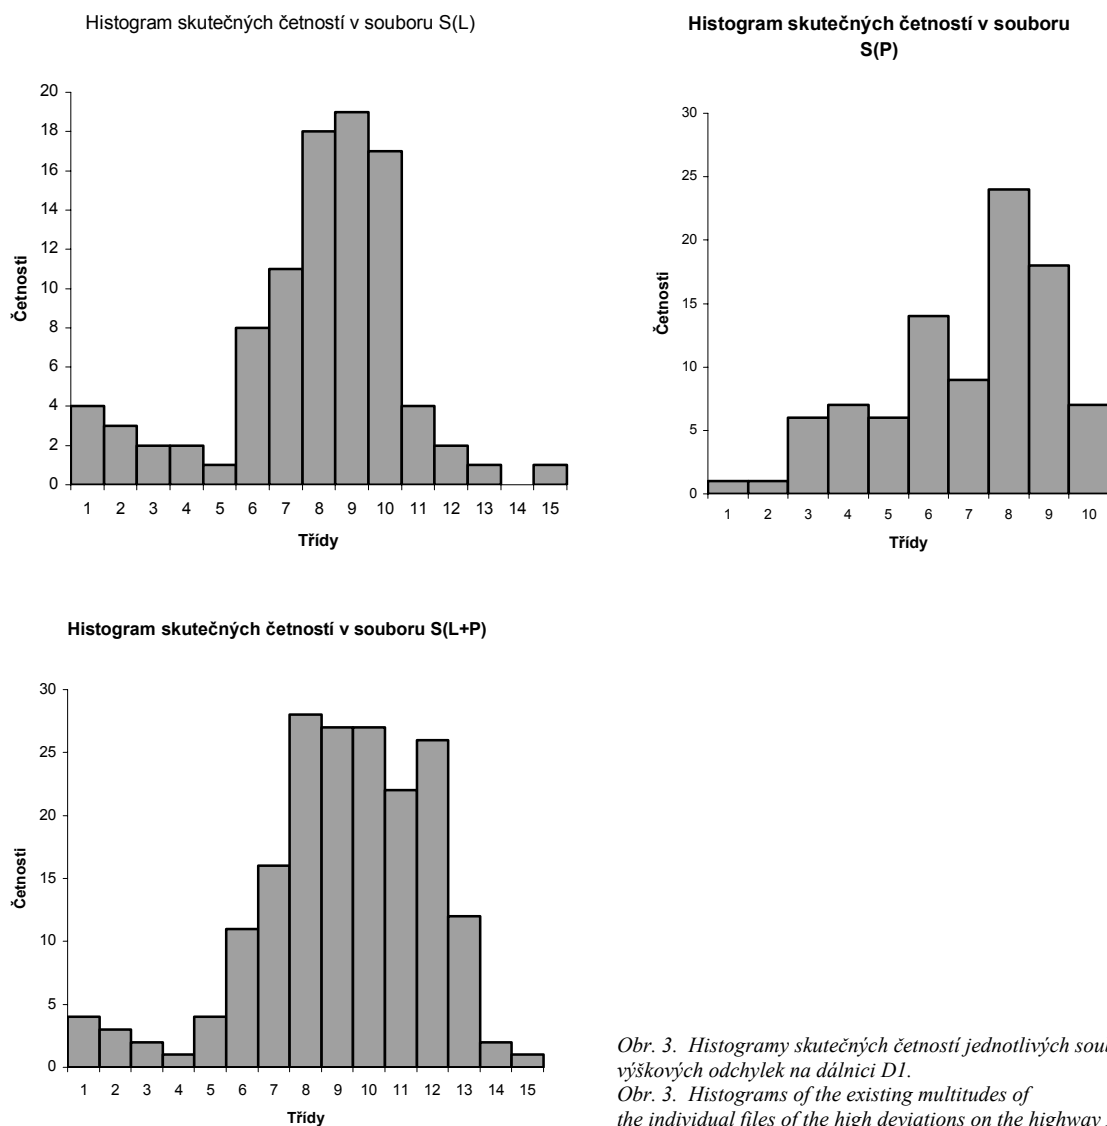 Histogram skutečných četností v souboru S(L)
20
18
16
14
12
10
8
6
4
2
0
Četnosti
1 2 3 4 5 6 7 8 9 10 11 12 13 14 15
Třídy
Histogram skutečných četností v souboru
S(P)
30
25
20
15
10
5
0
Četnosti
1 2 3 4 5 6 7 8 9 10
Třídy
Histogram skutečných četností v souboru S(L+P)
30
25
20
15
10
5
0
Četnosti
1 2 3 4 5 6 7 8 9 10 11 12 13 14 15
Třídy
Obr. 3. Histogramy skutečných četností jednotlivých
výškových odchylek na dálnici D1.
Obr. 3. Histograms of the existing multitudes of
the individual files of the high deviations on the highway